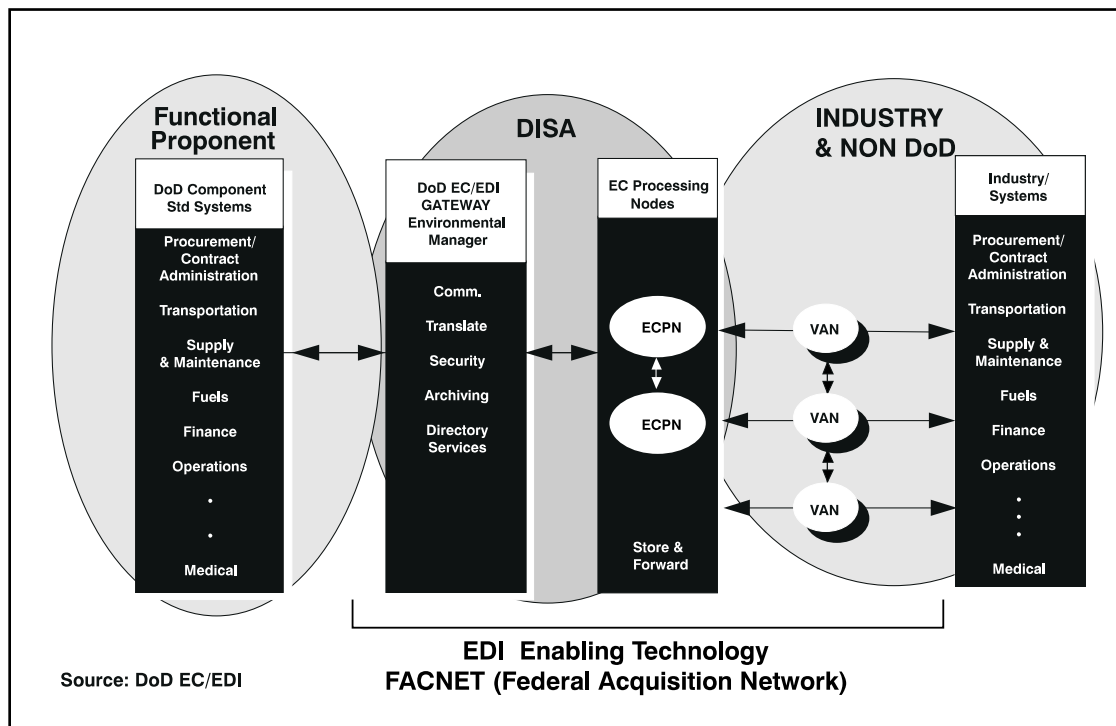 Functional
Proponent
DoD Component
Std Systems
Procurement/
Contract
Administration
Transportation
Supply
& Maintenance
Fuels
Finance
Operations
.
.
.
Medical
DISA
DoD EC/EDI
GATEWAY
Environmental
Manager
Comm.
Translate
Security
Archiving
Directory
Services
EC Processing
Nodes
ECPN
ECPN
Store &
Forward
INDUSTRY
& NON DoD
VAN
VAN
VAN
Industry/
Systems
Procurement/
Contract
Administration
Transportation
Supply &
Maintenance
Fuels
Finance
Operations
.
.
.
Medical
EDI Enabling Technology
FACNET (Federal Acquisition Network)
Source: DoD EC/EDI